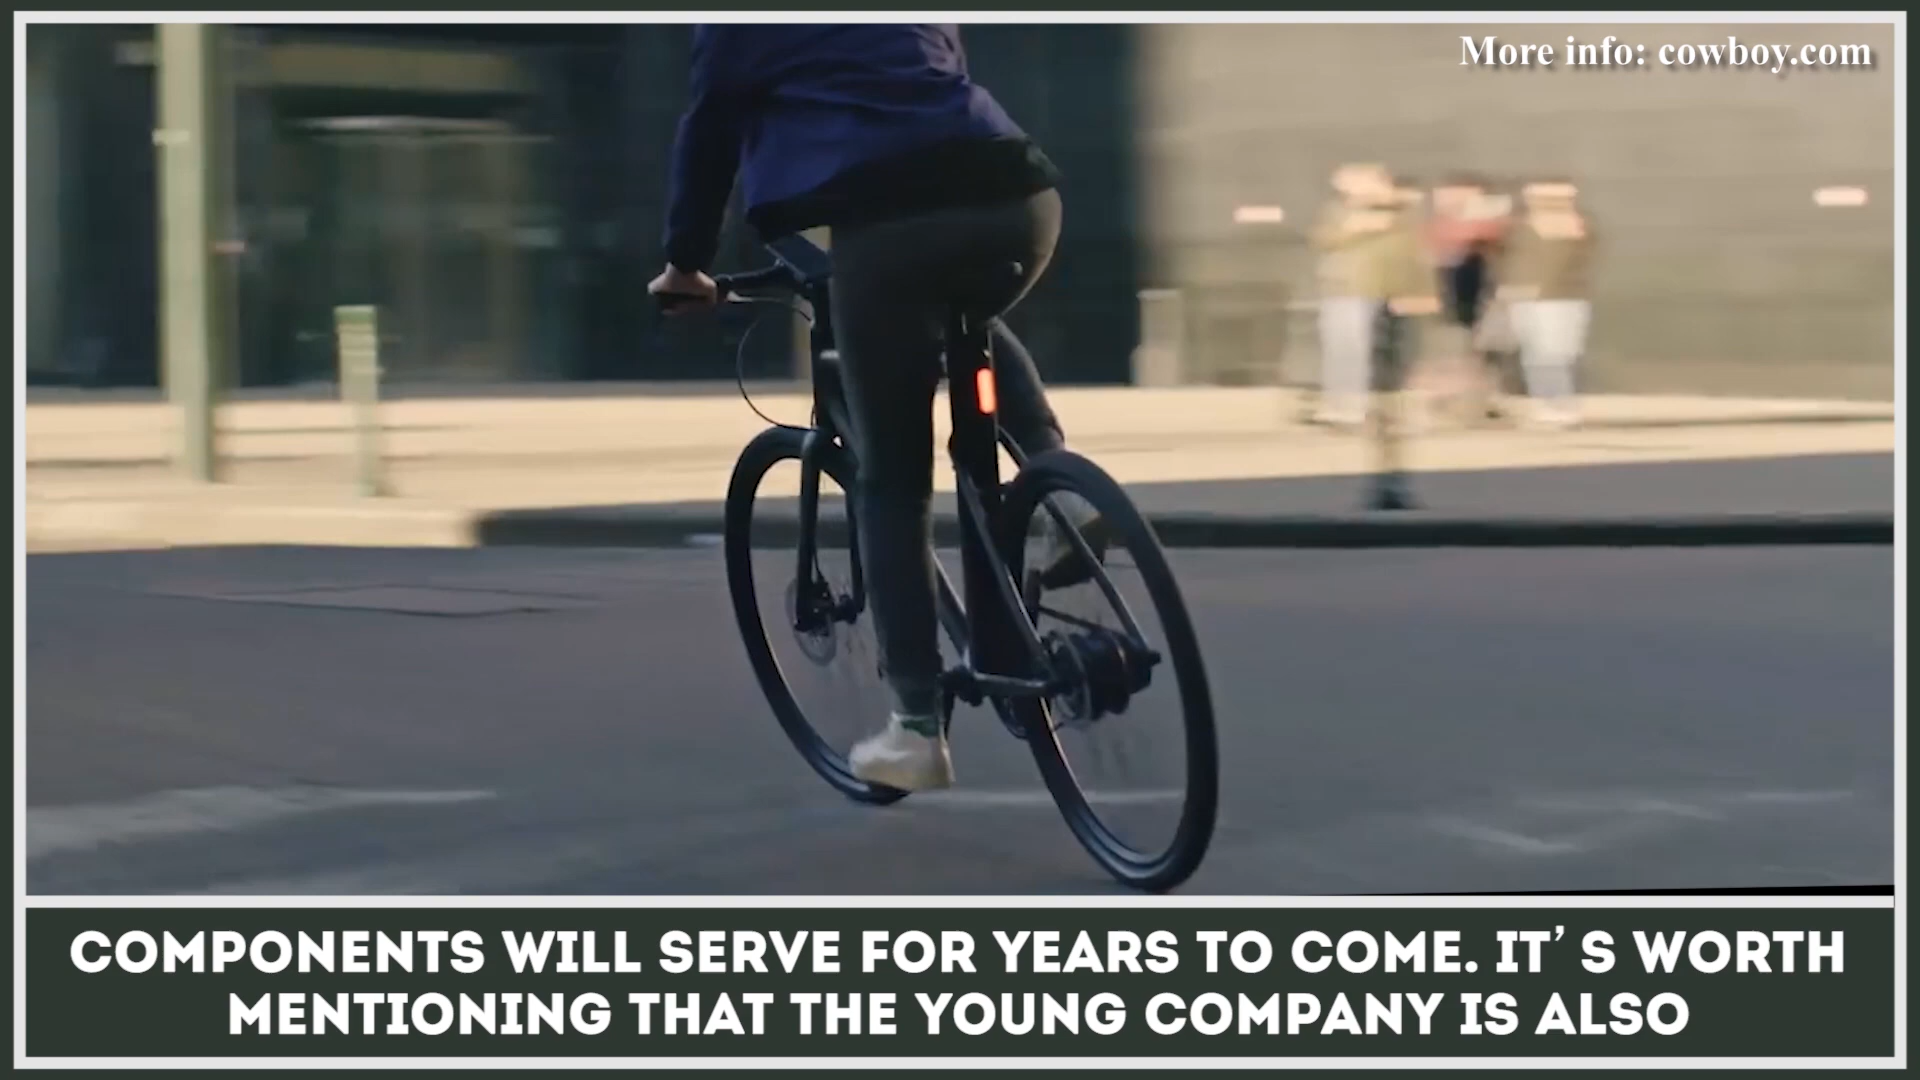 More info: cowboy.com
COMPONENTS WILL SERVE FOR YEARS TO COME. IT'S WORTH
MENTIONING THAT THE YOUNG COMPANY IS ALSO